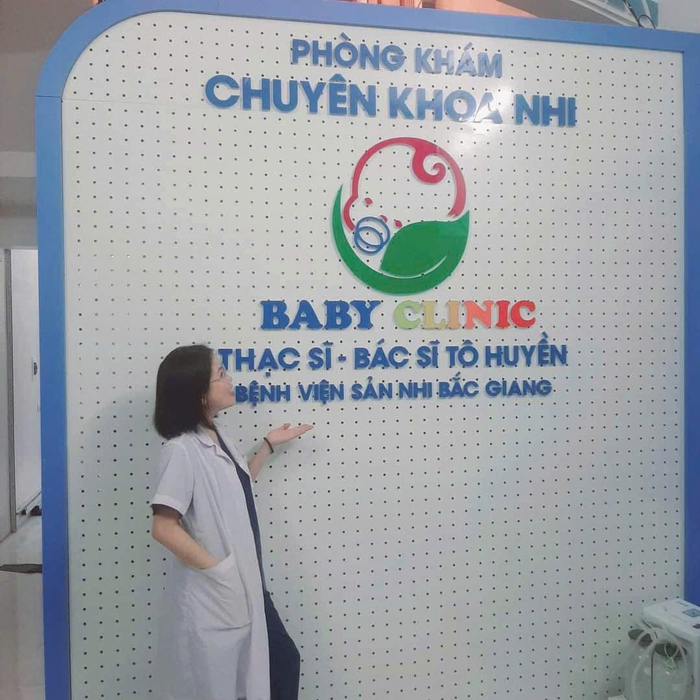 PHÒNG KHÁM
CHUYÊN KHOA NHI
BABY CLINIC
THẠC SĨ - BÁC SĨ TÔ HUYỀN
BỆNH VIỆN SẢN NHI BẮC GIANG